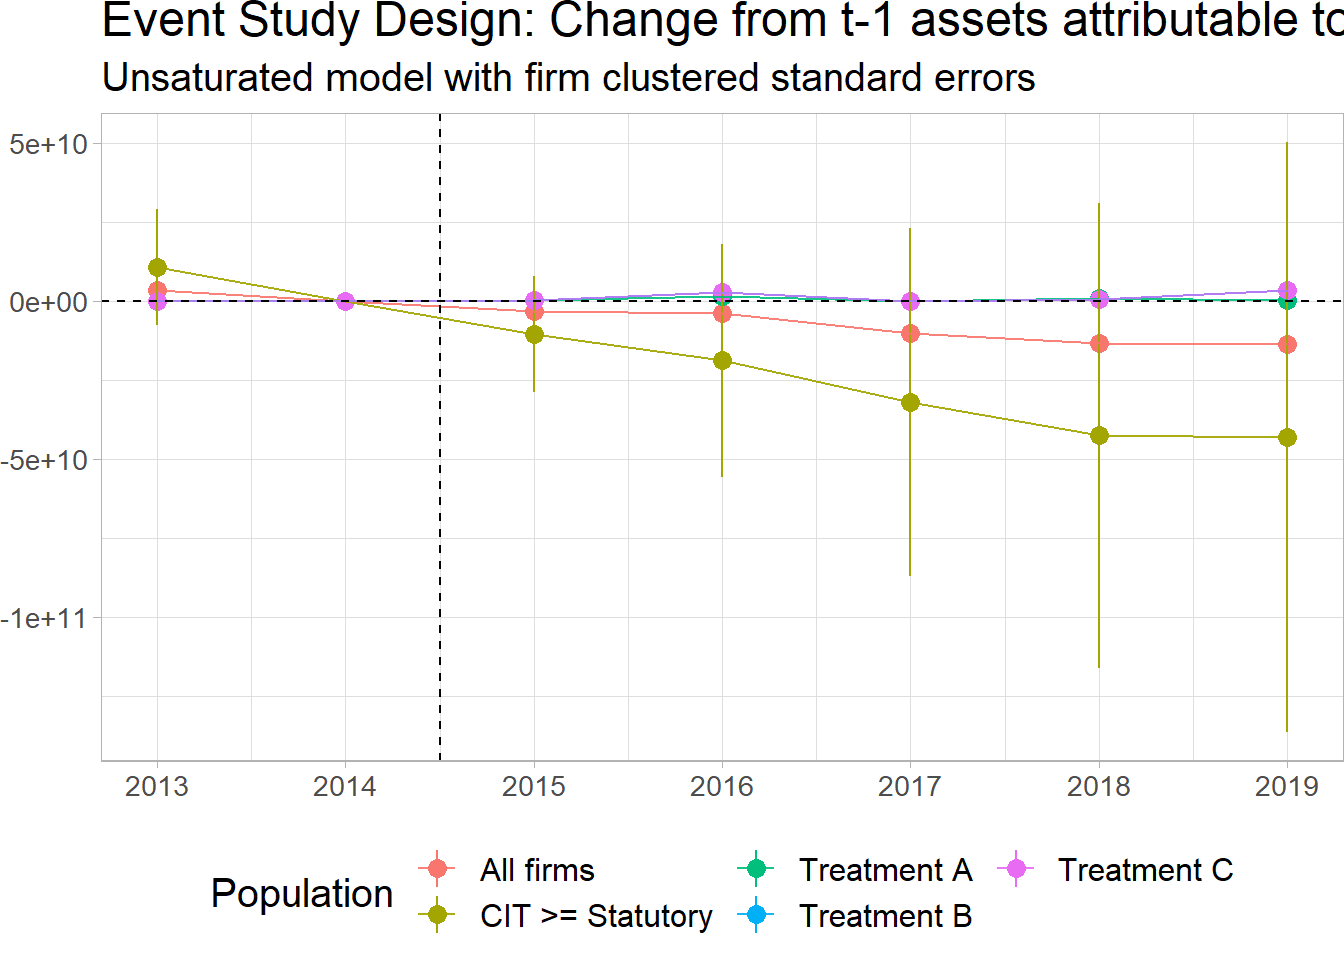 Event Study Design: Change from t-1 assets attributable to
Unsaturated model with firm clustered standard errors
5e+10
0e+00
-5e+10
-1e+11
2013 2014 2015 2016 2017 2018 2019
Population
All firms Treatment A Treatment C
CIT >= Statutory Treatment B